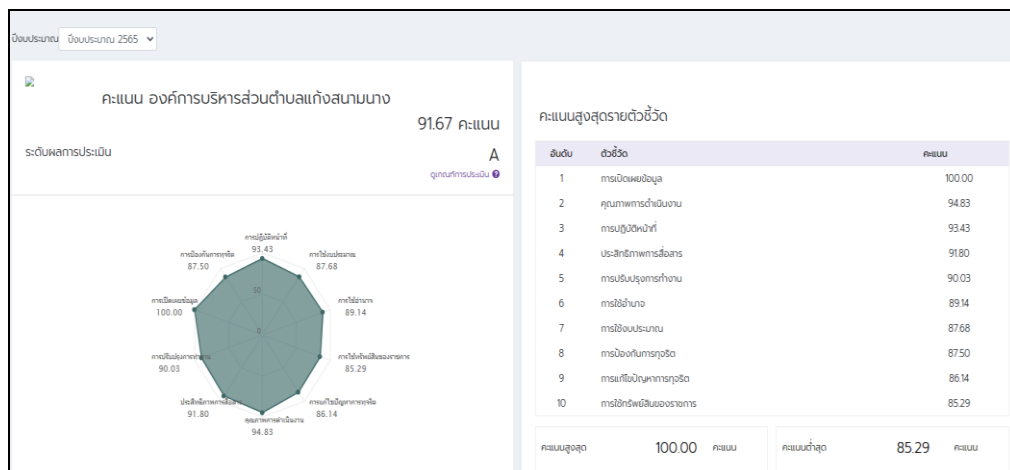 ปีงบประมาณ ปีงบประมาณ 2565
คะแนน องค์การบริหารส่วนตำบลแก้งสนามนาง
91.67 คะแนน
ระดับผลการประเมิน A
ดูเกณฑ์การประเมิน ?
การปฏิบัติหน้าที่
93.43
การป้องกันการทุจริต
87.50
การใช้งบประมาณ
87.68
50
การเปิดเผยข้อมูล
100.00
การใช้อำนาจ
89.14
0
การปรับปรุงการทำงาน
90.03
การใช้ทรัพย์สินของราชการ
85.29
ประสิทธิภาพการสื่อสาร
91.80
การแก้ไขปัญหาการทุจริต
86.14
คุณภาพการดำเนินงาน
94.83
คะแนนสูงสุดรายตัวชี้วัด
อันดับ ตัวชี้วัด คะแนน
1 การเปิดเผยข้อมูล 100.00
2 คุณภาพการดำเนินงาน 94.83
3 การปฏิบัติหน้าที่ 93.43
4 ประสิทธิภาพการสื่อสาร 91.80
5 การปรับปรุงการทำงาน 90.03
6 การใช้อำนาจ 89.14
7 การใช้งบประมาณ 87.68
8 การป้องกันการทุจริต 87.50
9 การแก้ไขปัญหาการทุจริต 86.14
10 การใช้ทรัพย์สินของราชการ 85.29
คะแนนสูงสุด 100.00 คะแนน คะแนนต่ำสุด 85.29 คะแนน